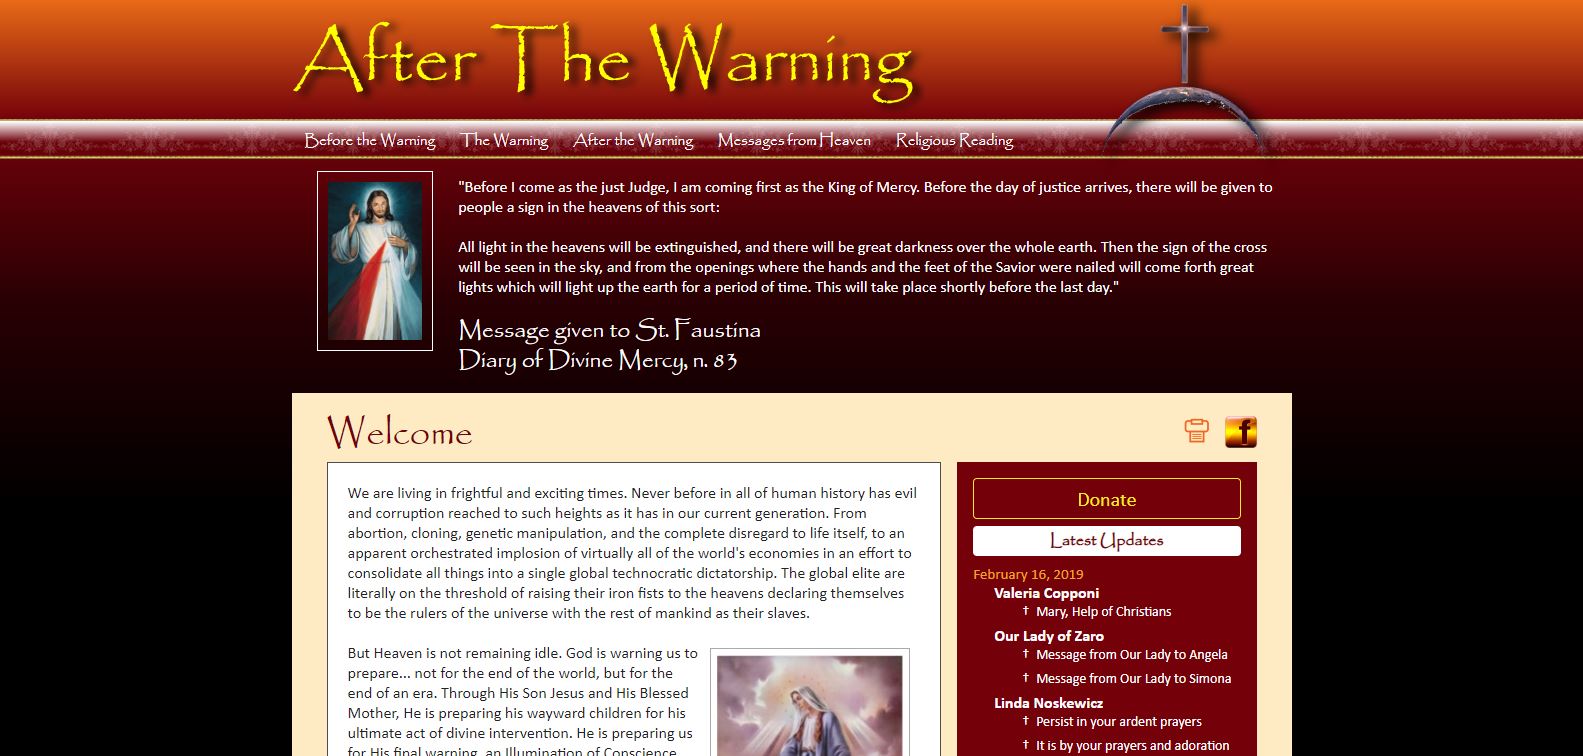 After The Warning
Before the Warning
The Warning
After the Warning
Messages from Heaven
Religious Reading
"Before I come as the just Judge, I am coming first as the King of Mercy. Before the day of justice arrives, there will be given to
people a sign in the heavens of this sort:
All light in the heavens will be extinguished, and there will be great darkness over the whole earth. Then the sign of the cross
will be seen in the sky, and from the openings where the hands and the feet of the Savior were nailed will come forth great
lights which will light up the earth for a period of time. This will take place shortly before the last day."
Message given to St. Faustina
Diary of Divine Mercy, n. 83
Welcome
f
We are living in frightful and exciting times. Never before in all of human history has evil
and corruption reached to such heights as it has in our current generation. From
abortion, cloning, genetic manipulation, and the complete disregard to life itself, to an
apparent orchestrated implosion of virtually all of the world's economies in an effort to
consolidate all things into a single global technocratic dictatorship. The global elite are
literally on the threshold of raising their iron fists to the heavens declaring themselves
to be the rulers of the universe with the rest of mankind as their slaves.
But Heaven is not remaining idle. God is warning us to
prepare... not for the end of the world, but for the
end of an era. Through His Son Jesus and His Blessed
Mother, He is preparing his wayward children for his
ultimate act of divine intervention. He is preparing us
for His final warning, an Illumination of Conscience
Donate
Latest Updates
February 16, 2019
Valeria Copponi
† Mary, Help of Christians
Our Lady of Zaro
† Message from Our Lady to Angela
† Message from Our Lady to Simona
Linda Noskewicz
† Persist in your ardent prayers
† It is by your prayers and adoration